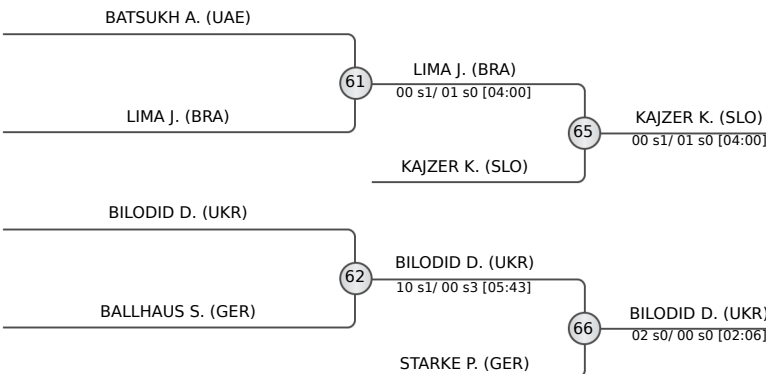 BATSUKH A. (UAE)
61
LIMA J. (BRA)
00 s1/ 01 s0 [04:00]
LIMA J. (BRA)
65
KAJZER K. (SLO)
00 s1/ 01 s0 [04:00]
KAJZER K. (SLO)
BILODID D. (UKR)
62
BILODID D. (UKR)
10 s1/ 00 s3 [05:43]
BALLHAUS S. (GER)
66
BILODID D. (UKR)
02 s0/ 00 s0 [02:06]
STARKE P. (GER)